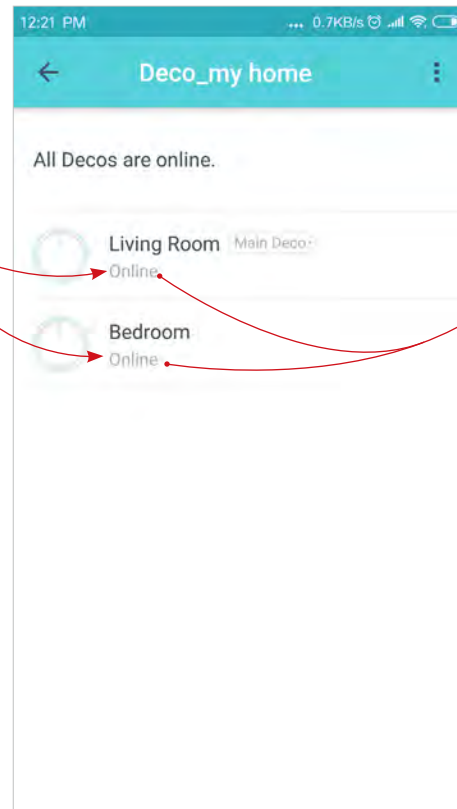 12:21 PM ... 0.7KB/s
Deco_my home
All Decos are online.
Living Room Main Deco
Online
Bedroom
Online